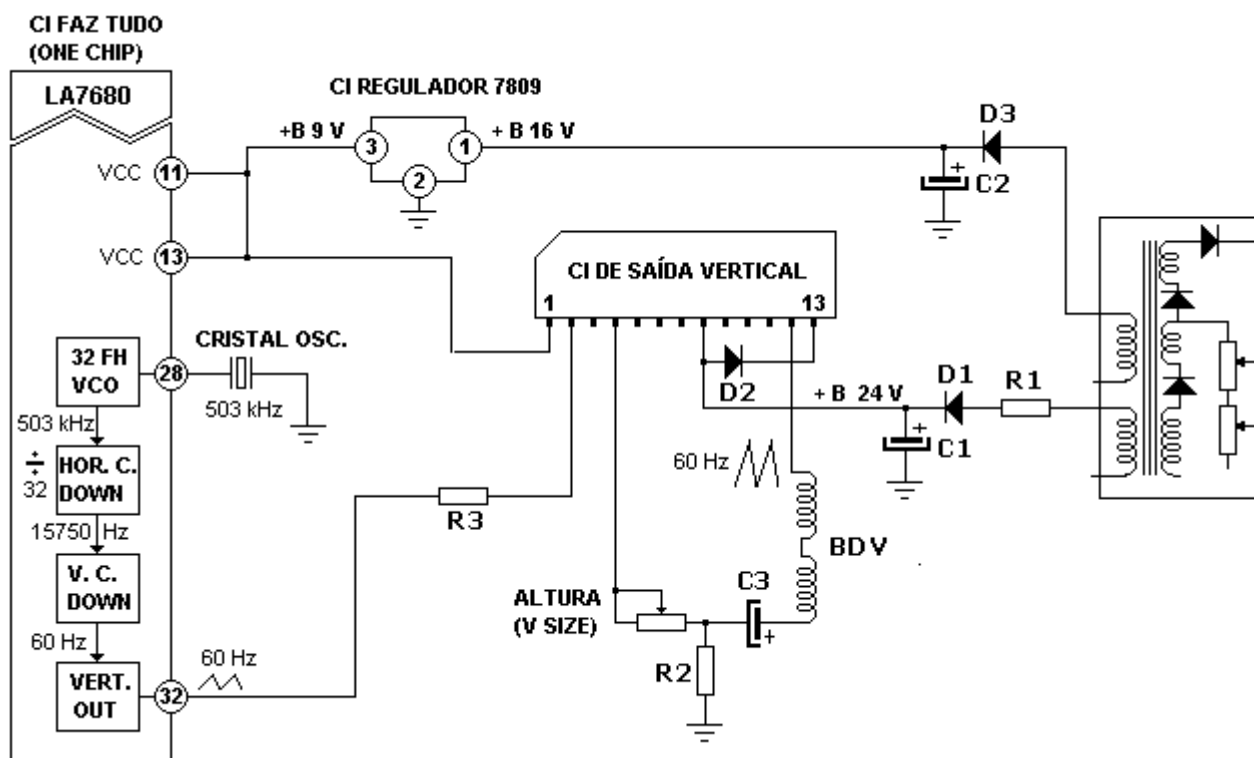 CI FAZ TUDO
(ONE CHIP)
LA7680
CI REGULADOR 7809
+B 9 V
+ B 16 V
3
1
2
D3
C2
VCC
11
VCC
13
CI DE SAÍDA VERTICAL
1
13
32 FH
VCO
28
CRISTAL OSC.
503 kHz
D2
+ B 24 V
D1
R1
C1
503 kHz
÷
32
HOR. C.
DOWN
60 Hz
R3
15750 Hz
BDV
V. C.
DOWN
C3
+
+
+
ALTURA
(V SIZE)
60 Hz
60 Hz
R2
VERT.
OUT
32